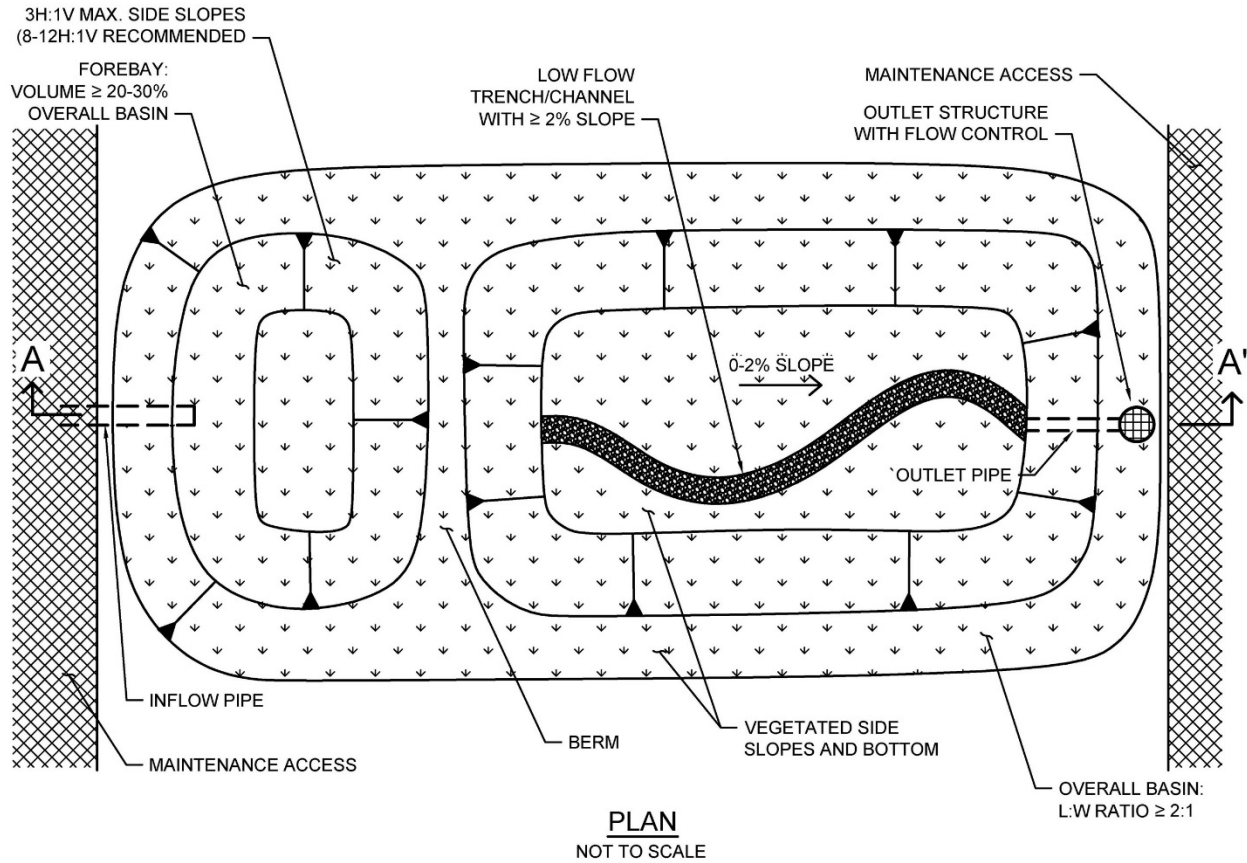 3H:1V MAX. SIDE SLOPES
(8-12H:1V RECOMMENDED
FOREBAY:
VOLUME ≥ 20-30%
OVERALL BASIN
LOW FLOW
TRENCH/CHANNEL
WITH ≥ 2% SLOPE
MAINTENANCE ACCESS
OUTLET STRUCTURE
WITH FLOW CONTROL
A
A'
0-2% SLOPE
`OUTLET PIPE
INFLOW PIPE
MAINTENANCE ACCESS
BERM
VEGETATED SIDE
SLOPES AND BOTTOM
OVERALL BASIN:
L:W RATIO ≥ 2:1
PLAN
NOT TO SCALE